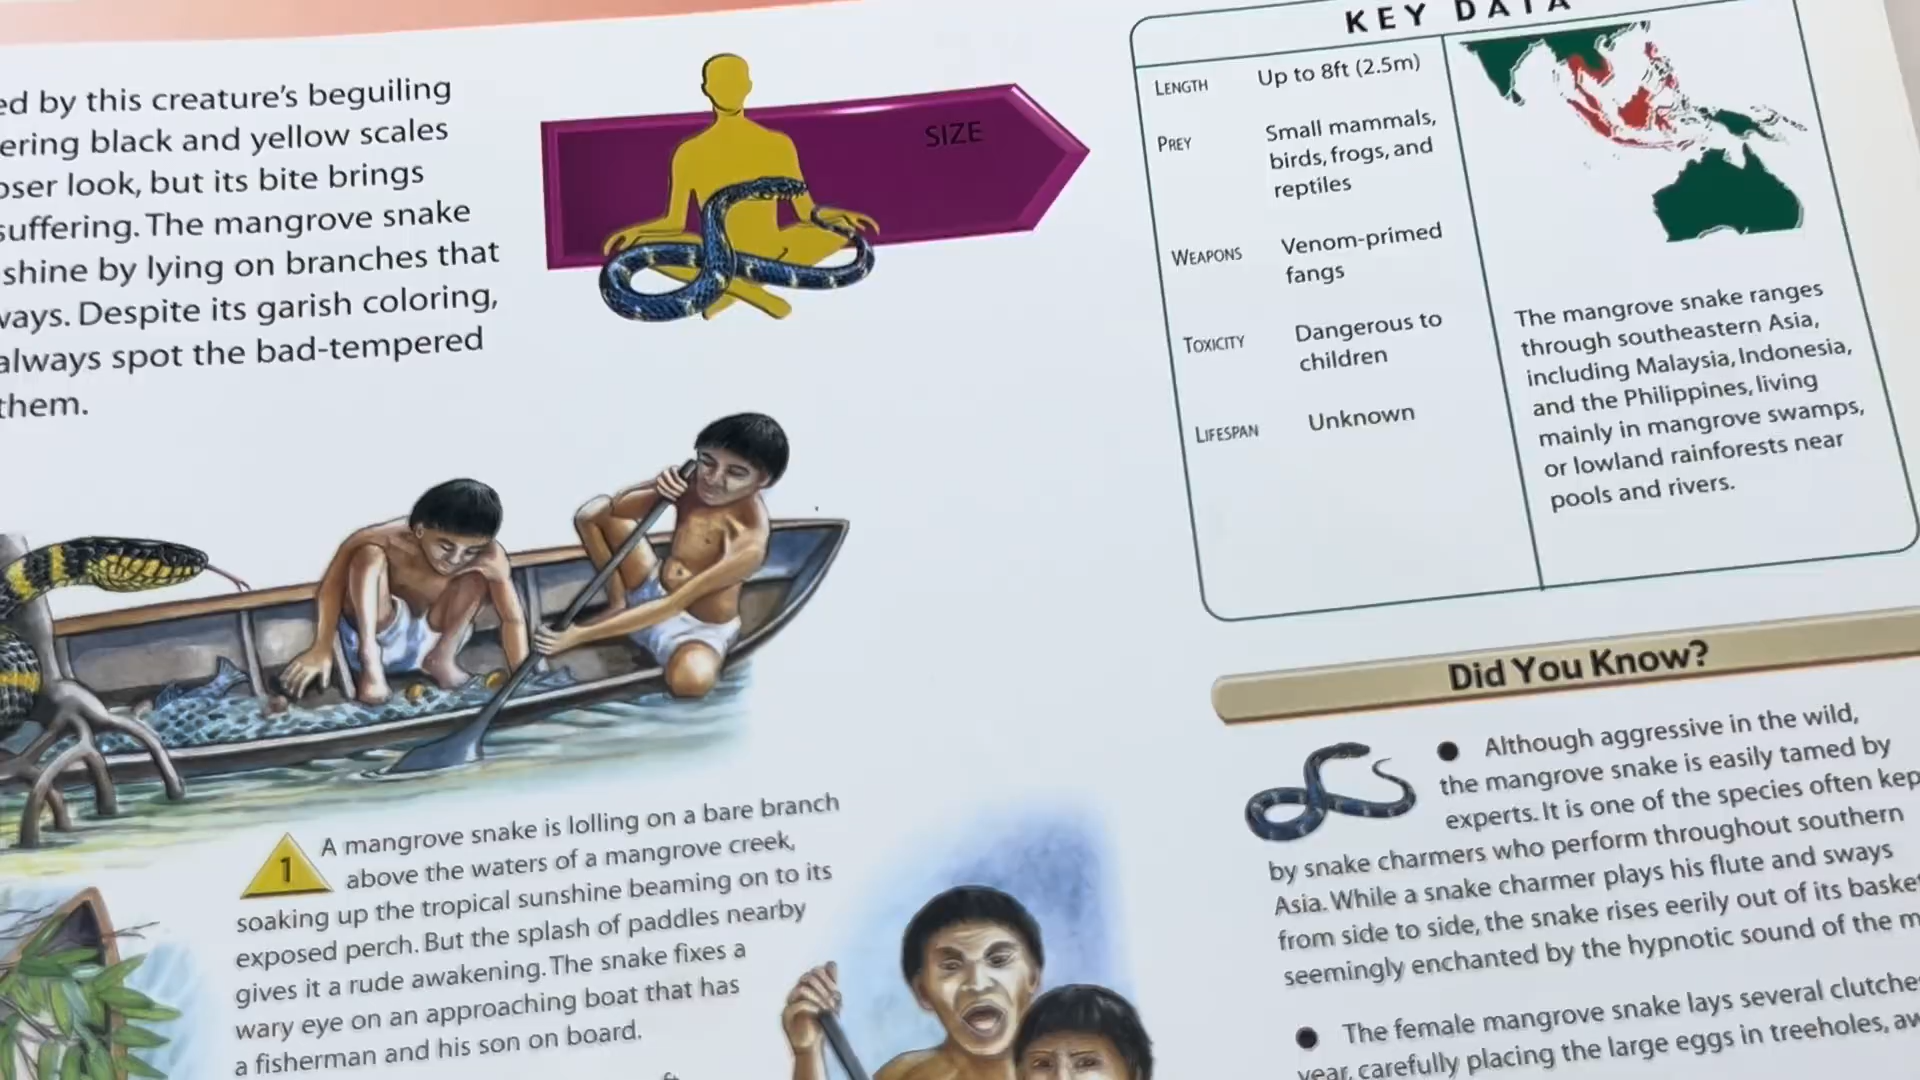 ed by this creature's beguiling
ering black and yellow scales
oser look, but its bite brings
suffering. The mangrove snake
shine by lying on branches that
ways. Despite its garish coloring,
always spot the bad-tempered
them.
SIZE
KEY DATA
LENGTH Up to 8ft (2.5m)
PREY Small mammals,
birds, frogs, and
reptiles
WEAPONS Venom-primed
fangs
TOXICITY Dangerous to
children
LIFESPAN Unknown
The mangrove snake ranges
through southeastern Asia,
including Malaysia, Indonesia,
and the Philippines, living
mainly in mangrove swamps,
or lowland rainforests near
pools and rivers.
1
A mangrove snake is lolling on a bare branch
above the waters of a mangrove creek,
soaking up the tropical sunshine beaming on to its
exposed perch. But the splash of paddles nearby
gives it a rude awakening. The snake fixes a
wary eye on an approaching boat that has
a fisherman and his son on board.
Did You Know?
● Although aggressive in the wild,
the mangrove snake is easily tamed by
experts. It is one of the species often kep
by snake charmers who perform throughout southern
Asia. While a snake charmer plays his flute and sways
from side to side, the snake rises eerily out of its baske
seemingly enchanted by the hypnotic sound of the m
● The female mangrove snake lays several clutche
year, carefully placing the large eggs in treeholes, aw